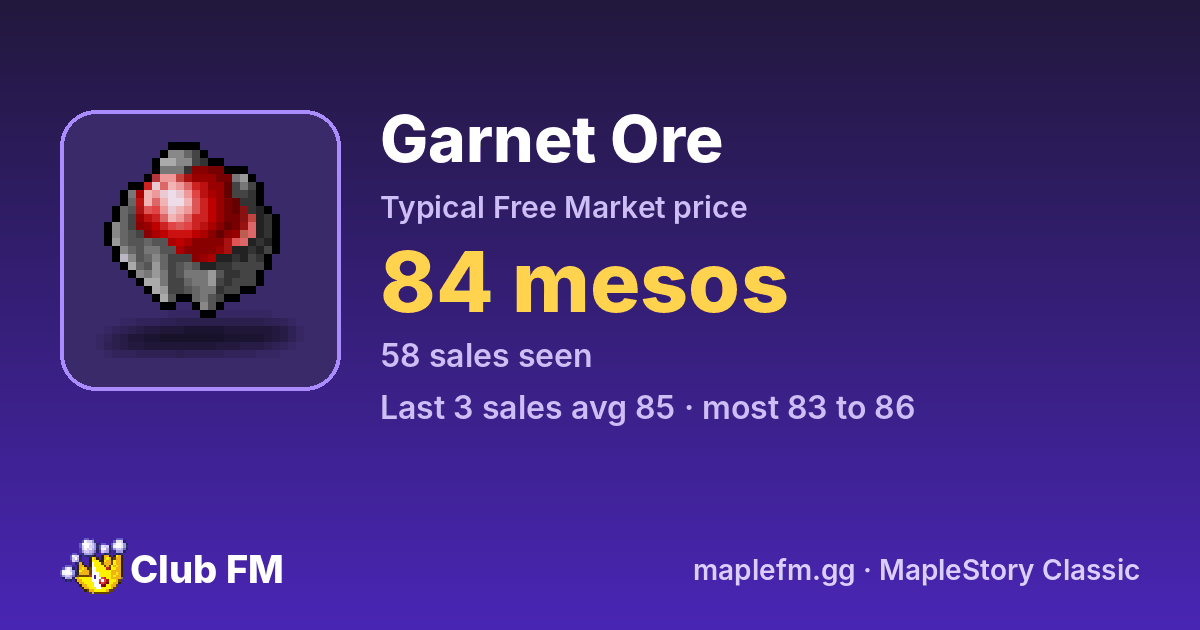 Garnet Ore
Typical Free Market price
84 mesos
58 sales seen
Last 3 sales avg 85 · most 83 to 86
Club FM
maplefm.gg · MapleStory Classic